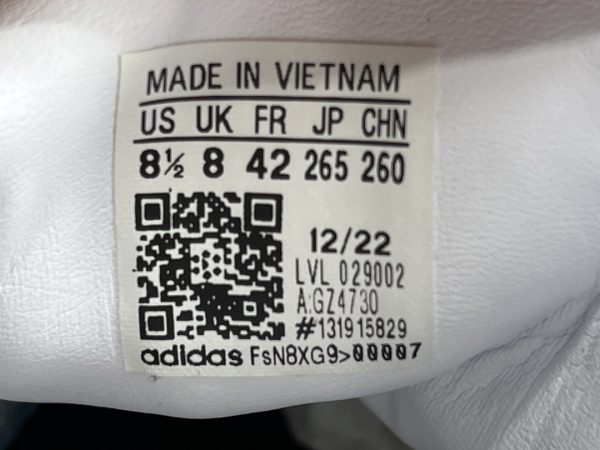 MADE IN VIETNAM
US UK FR JP CHN
8½ 8 42 265 260
12/22
LVL 029002
A:GZ4730
#131915829
adidas FsN8XG9>00007